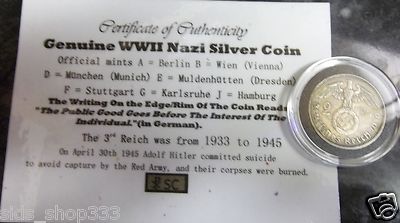 Certificate of Authenticity
Genuine WWII Nazi Silver Coin
Official mints A = Berlin B = Wien (Vienna)
D = München (Munich) E = Muldenhütten (Dresden)
F = Stuttgart G = Karlsruhe J = Hamburg
The Writing On the Edge/Rim Of The Coin Reads
"The Public Good Goes Before The Interest Of The
Individual."(in German).
The 3rd Reich was from 1933 to 1945
On April 30th 1945 Adolf Hitler committed suicide
to avoid capture by the Red Army, and their corpses were burned.
SC
sids_shop333